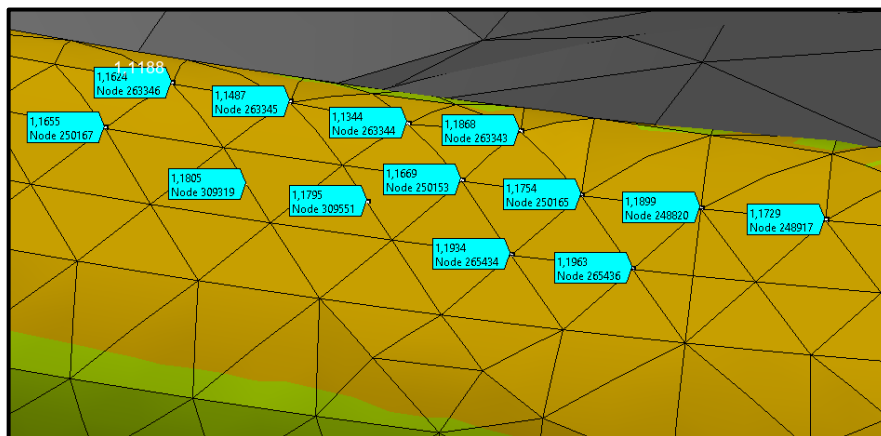 1,1188
1,1624
Node 263346
1,1487
Node 263345
1,1344
Node 263344
1,1868
Node 263343
1,1655
Node 250167
1,1805
Node 309319
1,1795
Node 309551
1,1669
Node 250153
1,1754
Node 250165
1,1899
Node 248820
1,1729
Node 248917
1,1934
Node 265434
1,1963
Node 265436